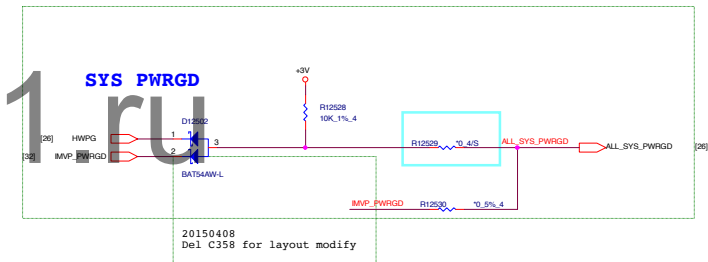 SYS PWRGD
+3V
R12528
10K_1%_4
D12502
[26] HWPG 1
3
[32] IMVP_PWRGD 2
BAT54AW-L
R12529 *0_4/S
ALL_SYS_PWRGD
ALL_SYS_PWRGD [26]
IMVP_PWRGD R12530 *0_5%_4
20150408
Del C358 for layout modify
1.ru